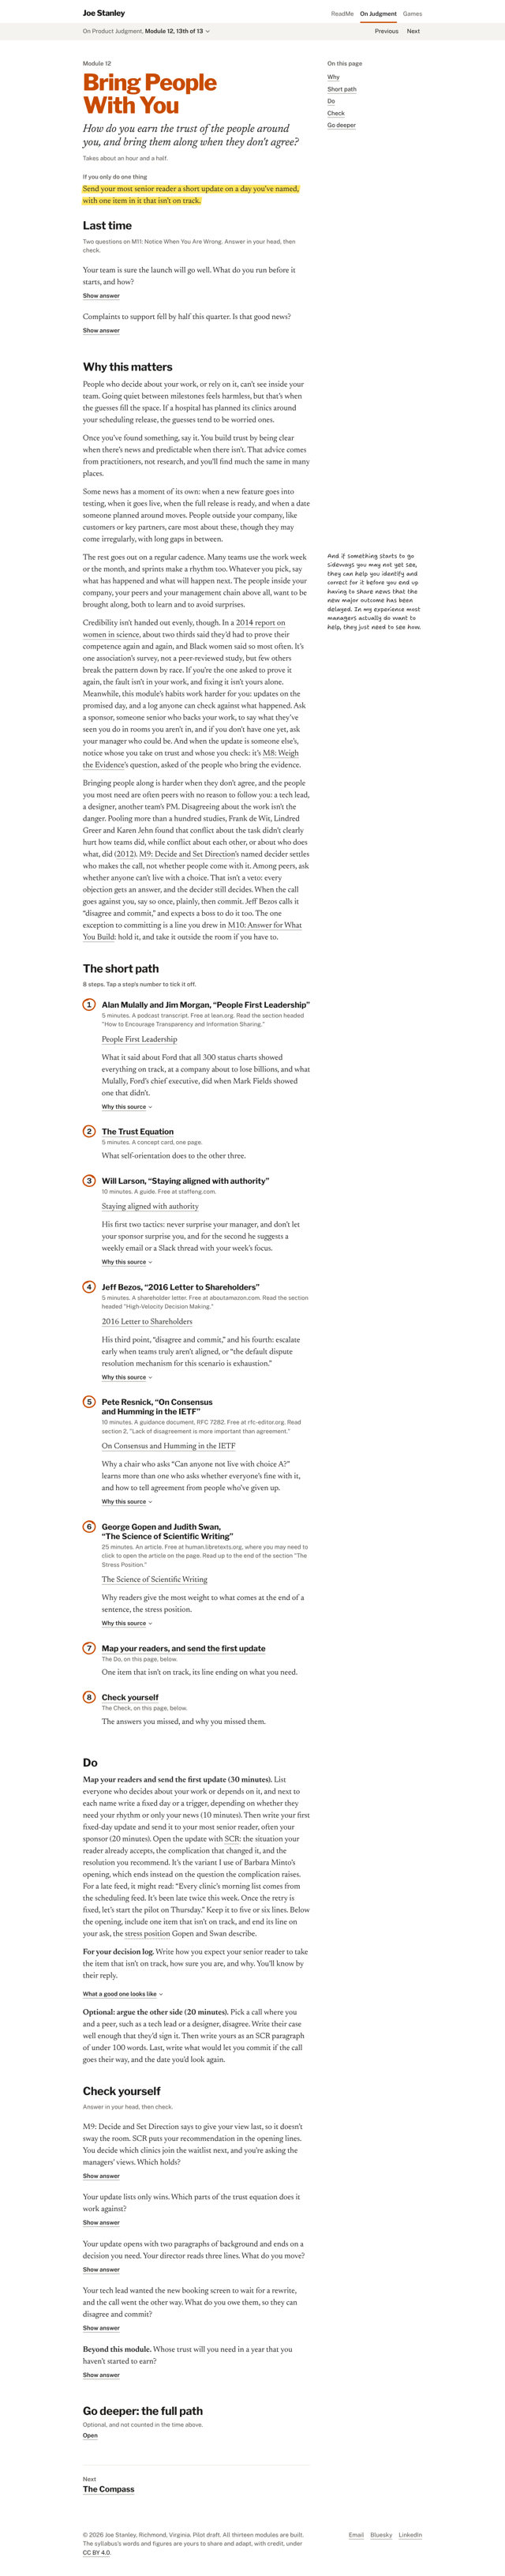 Joe Stanley
ReadMe On Judgment Games
On Product Judgment, Module 12, 13th of 13
Previous Next
Module 12
Bring People
With You
How do you earn the trust of the people around
you, and bring them along when they don't agree?
Takes about an hour and a half.
If you only do one thing
Send your most senior reader a short update on a day you've named,
with one item in it that isn't on track.
On this page
Why
Short path
Do
Check
Go deeper
Last time
Two questions on M11: Notice When You Are Wrong. Answer in your head, then
check.
Your team is sure the launch will go well. What do you run before it
starts, and how?
Show answer
Complaints to support fell by half this quarter. Is that good news?
Show answer
Why this matters
People who decide about your work, or rely on it, can't see inside your
team. Going quiet between milestones feels harmless, but that's when
the guesses fill the space. If a hospital has planned its clinics around
your scheduling release, the guesses tend to be worried ones.
Once you've found something, say it. You build trust by being clear
when there's news and predictable when there isn't. That advice comes
from practitioners, not research, and you'll find much the same in many
places.
Some news has a moment of its own: when a new feature goes into
testing, when it goes live, when the full release is ready, and when a date
someone planned around moves. People outside your company, like
customers or key partners, care most about these, though they may
come irregularly, with long gaps between.
The rest goes out on a regular cadence. Many teams use the work week
or the month, and sprints make a rhythm too. Whatever you pick, say
what has happened and what will happen next. The people inside your
company, your peers and your management chain above all, want to be
brought along, both to learn and to avoid surprises.
And if something starts to go
sideways you may not get see,
they can help you identify and
correct for it before you end up
having to share news that the
new major outcome has been
delayed. In my experience most
managers actually do want to
help, they just need to see how.
Credibility isn't handed out evenly, though. In a 2014 report on
women in science, about two thirds said they'd had to prove their
competence again and again, and Black women said so most often. It's
one association's survey, not a peer-reviewed study, but few others
break the pattern down by race. If you're the one asked to prove it
again, the fault isn't in your work, and fixing it isn't yours alone.
Meanwhile, this module's habits work harder for you: updates on the
promised day, and a log anyone can check against what happened. Ask
a sponsor, someone senior who backs your work, to say what they've
seen you do in rooms you aren't in, and if you don't have one yet, ask
your manager who could be. And when the update is someone else's,
notice whose you take on trust and whose you check: it's M8: Weigh
the Evidence's question, asked of the people who bring the evidence.
Bringing people along is harder when they don't agree, and the people
you most need are often peers with no reason to follow you: a tech lead,
a designer, another team's PM. Disagreeing about the work isn't the
danger. Pooling more than a hundred studies, Frank de Wit, Lindred
Greer and Karen Jehn found that conflict about the task didn't clearly
hurt how teams did, while conflict about each other, or about who does
what, did (2012). M9: Decide and Set Direction's named decider settles
who makes the call, not whether people come with it. Among peers, ask
whether anyone can't live with a choice. That isn't a veto: every
objection gets an answer, and the decider still decides. When the call
goes against you, say so once, plainly, then commit. Jeff Bezos calls it
"disagree and commit," and expects a boss to do it too. The one
exception to committing is a line you drew in M10: Answer for What
You Build: hold it, and take it outside the room if you have to.
The short path
8 steps. Tap a step's number to tick it off.
1
Alan Mulally and Jim Morgan, "People First Leadership"
5 minutes. A podcast transcript. Free at lean.org. Read the section headed
"How to Encourage Transparency and Information Sharing."
People First Leadership
What it said about Ford that all 300 status charts showed
everything on track, at a company about to lose billions, and what
Mulally, Ford's chief executive, did when Mark Fields showed
one that didn't.
Why this source
2
The Trust Equation
5 minutes. A concept card, one page.
What self-orientation does to the other three.
3
Will Larson, "Staying aligned with authority"
10 minutes. A guide. Free at staffeng.com.
Staying aligned with authority
His first two tactics: never surprise your manager, and don't let
your sponsor surprise you, and for the second he suggests a
weekly email or a Slack thread with your week's focus.
Why this source
4
Jeff Bezos, "2016 Letter to Shareholders"
5 minutes. A shareholder letter. Free at aboutamazon.com. Read the section
headed "High-Velocity Decision Making."
2016 Letter to Shareholders
His third point, "disagree and commit," and his fourth: escalate
early when teams truly aren't aligned, or "the default dispute
resolution mechanism for this scenario is exhaustion."
Why this source
5
Pete Resnick, "On Consensus
and Humming in the IETF"
10 minutes. A guidance document, RFC 7282. Free at rfc-editor.org. Read
section 2, "Lack of disagreement is more important than agreement."
On Consensus and Humming in the IETF
Why a chair who asks "Can anyone not live with choice A?"
learns more than one who asks whether everyone's fine with it,
and how to tell agreement from people who've given up.
Why this source
6
George Gopen and Judith Swan,
"The Science of Scientific Writing"
25 minutes. An article. Free at human.libretexts.org, where you may need to
click to open the article on the page. Read up to the end of the section "The
Stress Position."
The Science of Scientific Writing
Why readers give the most weight to what comes at the end of a
sentence, the stress position.
Why this source
7
Map your readers, and send the first update
The Do, on this page, below.
One item that isn't on track, its line ending on what you need.
8
Check yourself
The Check, on this page, below.
The answers you missed, and why you missed them.
Do
Map your readers and send the first update (30 minutes). List
everyone who decides about your work or depends on it, and next to
each name write a fixed day or a trigger, depending on whether they
need your rhythm or only your news (10 minutes). Then write your first
fixed-day update and send it to your most senior reader, often your
sponsor (20 minutes). Open the update with SCR: the situation your
reader already accepts, the complication that changed it, and the
resolution you recommend. It's the variant I use of Barbara Minto's
opening, which ends instead on the question the complication raises.
For a late feed, it might read: "Every clinic's morning list comes from
the scheduling feed. It's been late twice this week. Once the retry is
fixed, let's start the pilot on Thursday." Keep it to five or six lines. Below
the opening, include one item that isn't on track, and end its line on
your ask, the stress position Gopen and Swan describe.
For your decision log. Write how you expect your senior reader to take
the item that isn't on track, how sure you are, and why. You'll know by
their reply.
What a good one looks like
Optional: argue the other side (20 minutes). Pick a call where you
and a peer, such as a tech lead or a designer, disagree. Write their case
well enough that they'd sign it. Then write yours as an SCR paragraph
of under 100 words. Last, write what would let you commit if the call
goes their way, and the date you'd look again.
Check yourself
Answer in your head, then check.
M9: Decide and Set Direction says to give your view last, so it doesn't
sway the room. SCR puts your recommendation in the opening lines.
You decide which clinics join the waitlist next, and you're asking the
managers' views. Which holds?
Show answer
Your update lists only wins. Which parts of the trust equation does it
work against?
Show answer
Your update opens with two paragraphs of background and ends on a
decision you need. Your director reads three lines. What do you move?
Show answer
Your tech lead wanted the new booking screen to wait for a rewrite,
and the call went the other way. What do you owe them, so they can
disagree and commit?
Show answer
Beyond this module. Whose trust will you need in a year that you
haven't started to earn?
Show answer
Go deeper: the full path
Optional, and not counted in the time above.
Open
Next
The Compass
© 2026 Joe Stanley, Richmond, Virginia. Pilot draft. All thirteen modules are built.
The syllabus's words and figures are yours to share and adapt, with credit, under
CC BY 4.0.
Email Bluesky LinkedIn